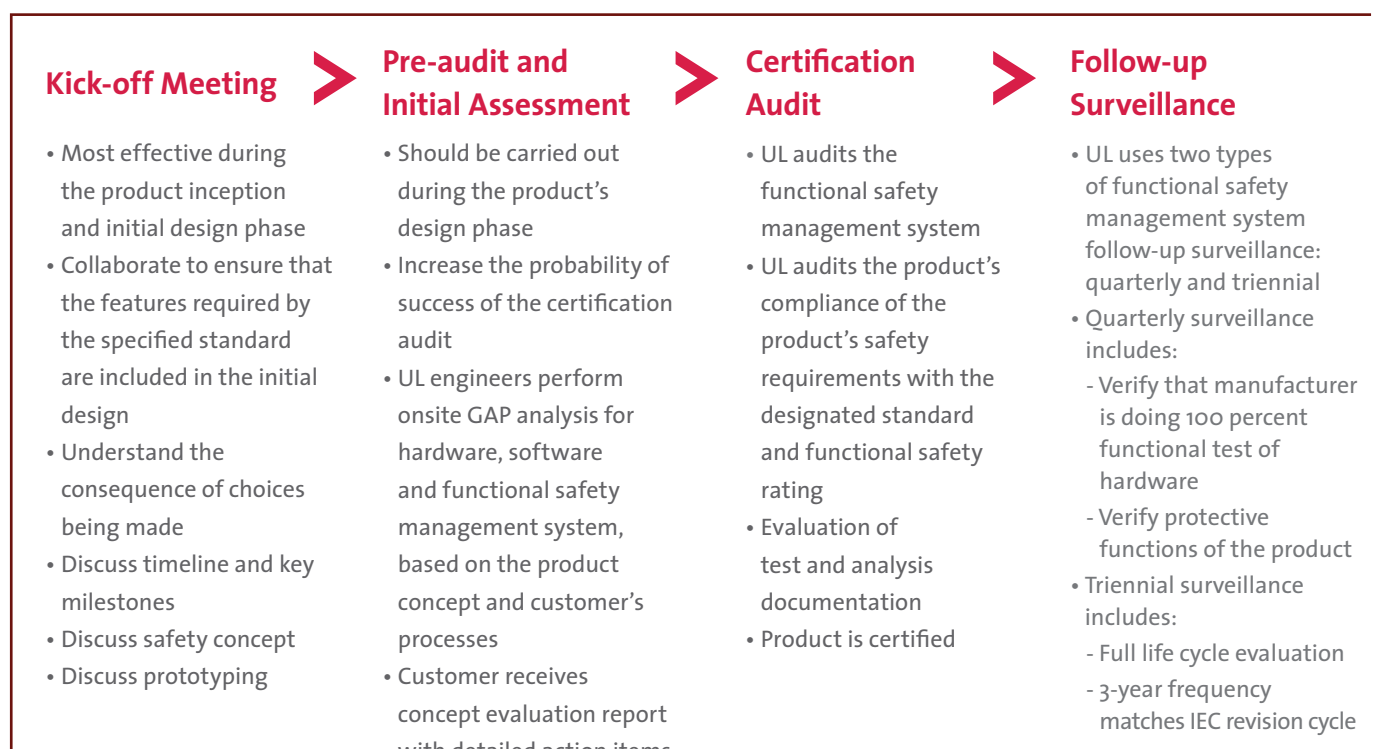 Kick-off Meeting
• Most effective during
the product inception
and initial design phase
• Collaborate to ensure that
the features required by
the specified standard
are included in the initial
design
• Understand the
consequence of choices
being made
• Discuss timeline and key
milestones
• Discuss safety concept
• Discuss prototyping
Pre-audit and
Initial Assessment
• Should be carried out
during the product's
design phase
• Increase the probability of
success of the certification
audit
• UL engineers perform
onsite GAP analysis for
hardware, software
and functional safety
management system,
based on the product
concept and customer's
processes
• Customer receives
concept evaluation report
with detailed action items
Certification
Audit
• UL audits the
functional safety
management system
• UL audits the product's
compliance of the
product's safety
requirements with the
designated standard
and functional safety
rating
• Evaluation of
test and analysis
documentation
• Product is certified
Follow-up
Surveillance
• UL uses two types
of functional safety
management system
follow-up surveillance:
quarterly and triennial
• Quarterly surveillance
includes:
- Verify that manufacturer
is doing 100 percent
functional test of
hardware
- Verify protective
functions of the product
• Triennial surveillance
includes:
- Full life cycle evaluation
- 3-year frequency
matches IEC revision cycle